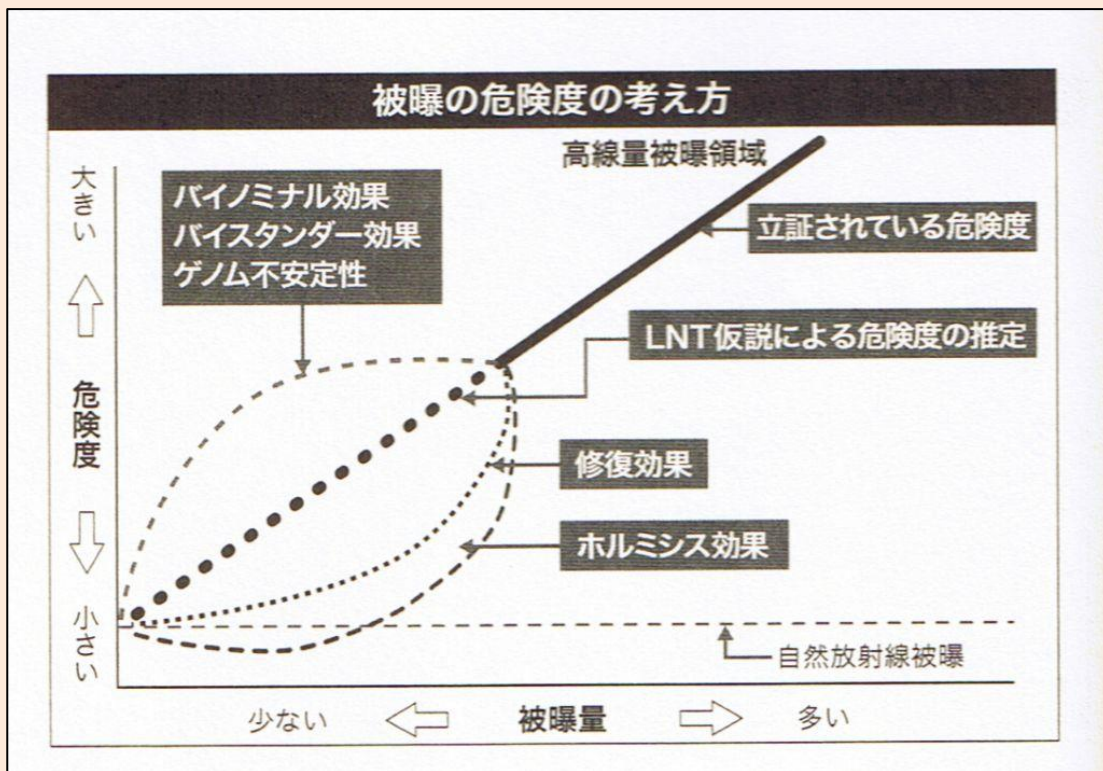 被曝の危険度の考え方
高線量被曝領域
大きい
バイノミナル効果
バイスタンダー効果
ゲノム不安定性
立証されている危険度
LNT仮説による危険度の推定
危険度
修復効果
ホルミシス効果
小さい
自然放射線被曝
少ない
被曝量
多い